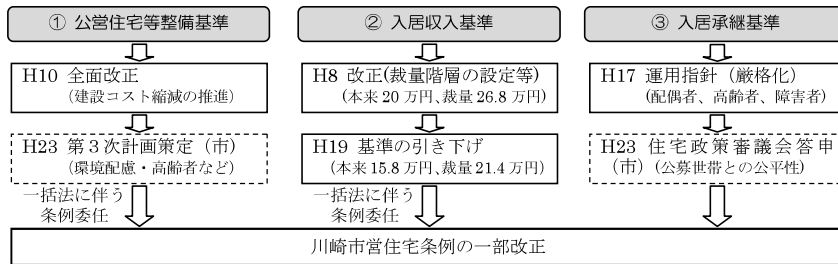 ① 公営住宅等整備基準
H10 全面改正
(建設コスト縮減の推進)
H23 第３次計画策定（市）
(環境配慮・高齢者など)
一括法に伴う
条例委任
② 入居収入基準
H8 改正(裁量階層の設定等)
(本来 20 万円、裁量 26.8 万円)
H19 基準の引き下げ
(本来 15.8 万円、裁量 21.4 万円)
一括法に伴う
条例委任
③ 入居承継基準
H17 運用指針（厳格化）
(配偶者、高齢者、障害者)
H23 住宅政策審議会答申
（市）(公募世帯との公平性)
川崎市営住宅条例の一部改正